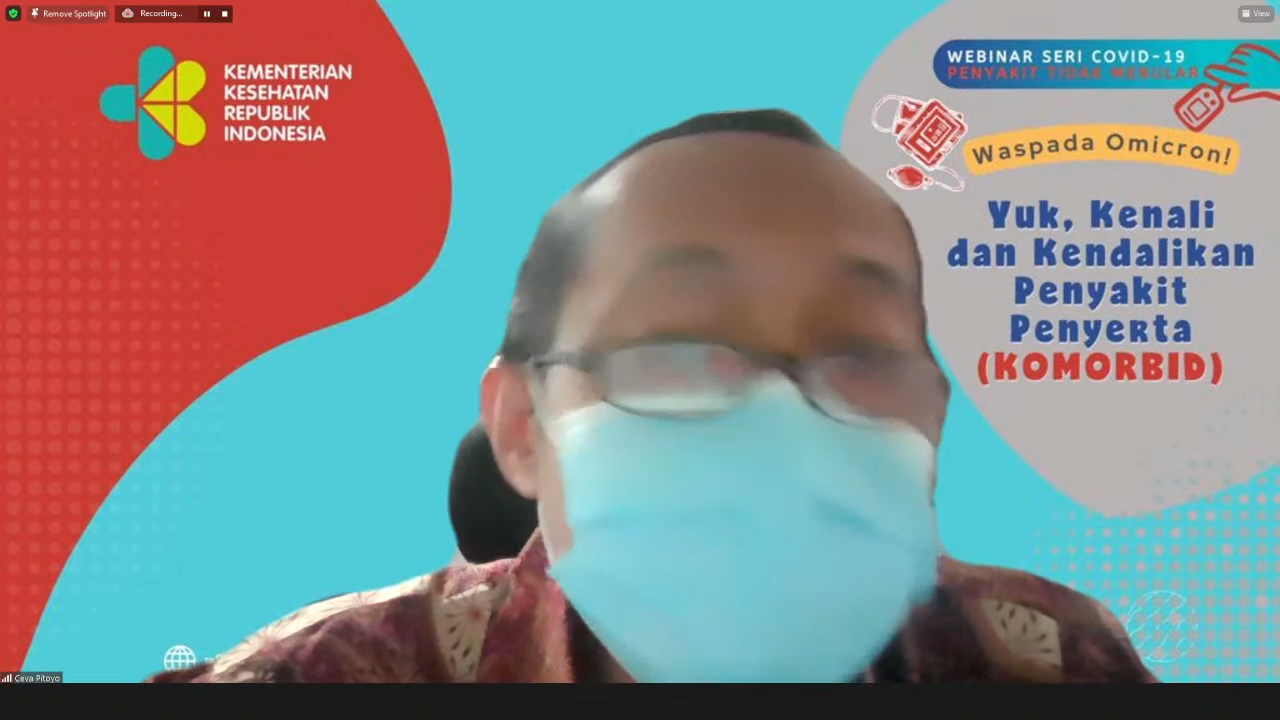 Remove Spotlight
Recording...
View
KEMENTERIAN
KESEHATAN
REPUBLIK
INDONESIA
WEBINAR SERI COVID-19
PENYAKIT TIDAK MENULAR
Waspada Omicron!
Yuk, Kenali
dan Kendalikan
Penyakit
Penyerta
(KOMORBID)
Ceva Pitoyo